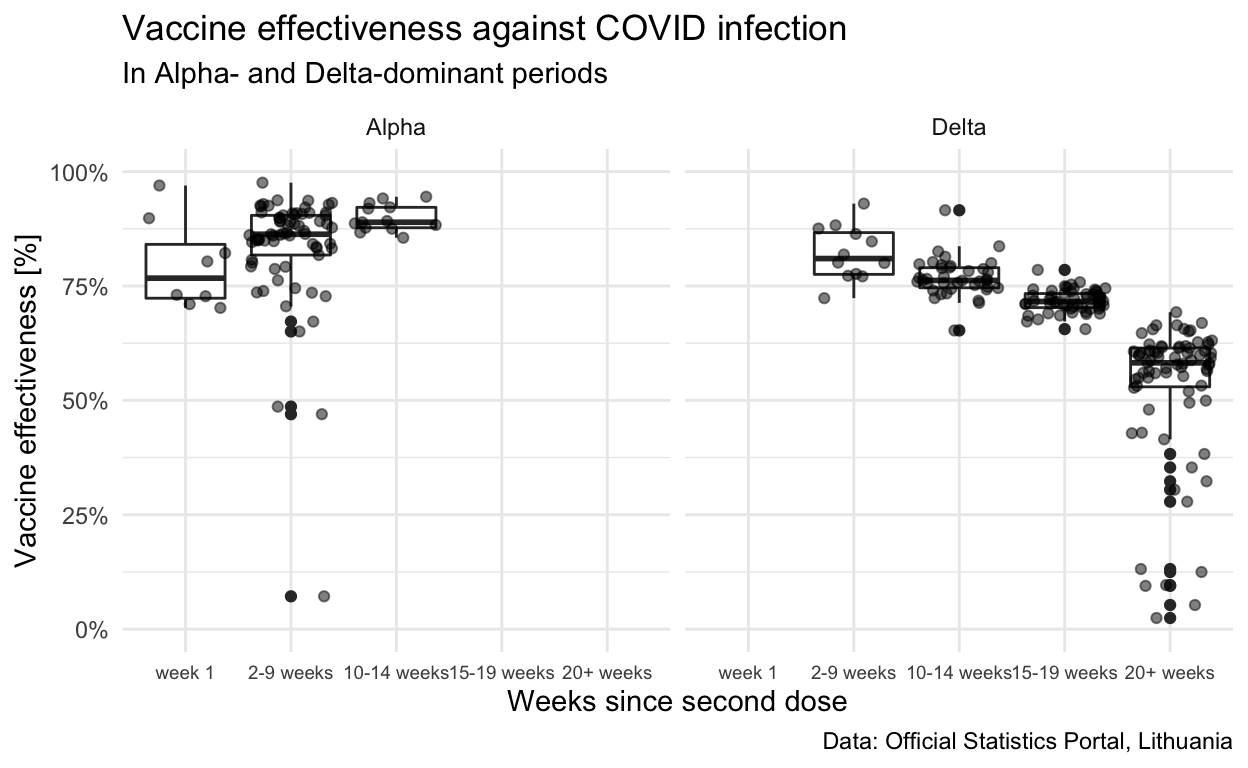 Vaccine effectiveness against COVID infection
In Alpha- and Delta-dominant periods
Alpha
Delta
Vaccine effectiveness [%]
100%
75%
50%
25%
0%
week 1 2-9 weeks 10-14 weeks 15-19 weeks 20+ weeks
week 1 2-9 weeks 10-14 weeks 15-19 weeks 20+ weeks
Weeks since second dose
Data: Official Statistics Portal, Lithuania